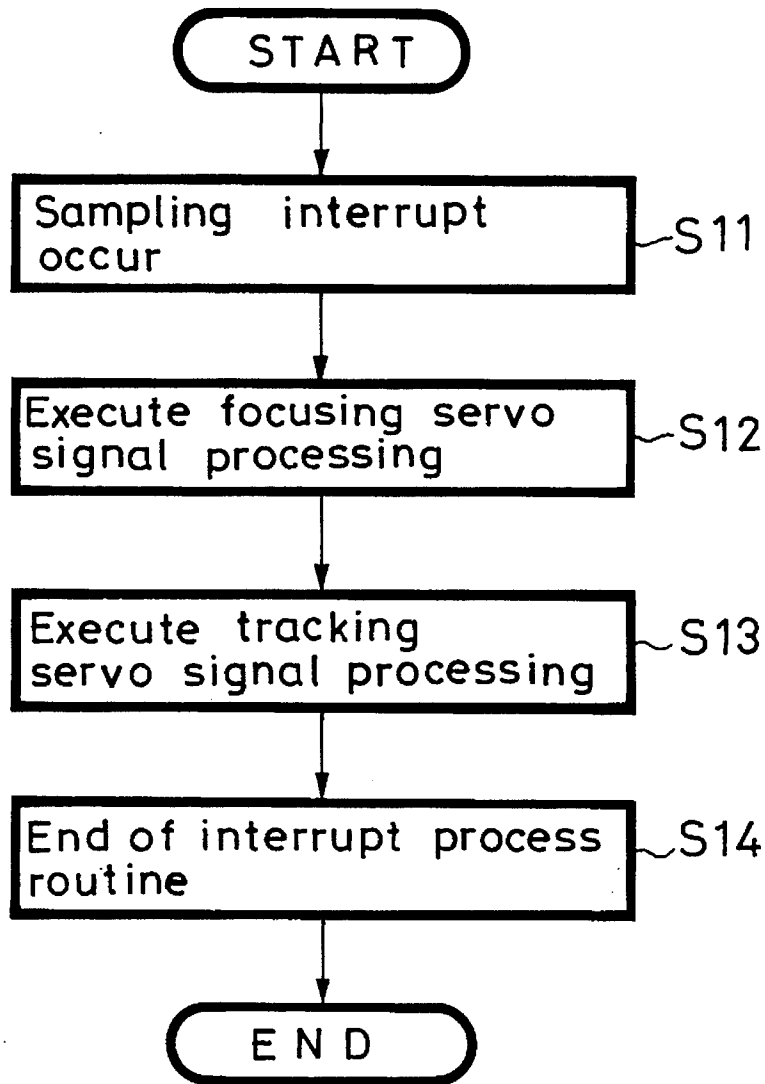 START
Sampling interrupt
occur
S11
Execute focusing servo
signal processing
S12
Execute tracking
servo signal processing
S13
End of interrupt process
routine
S14
END